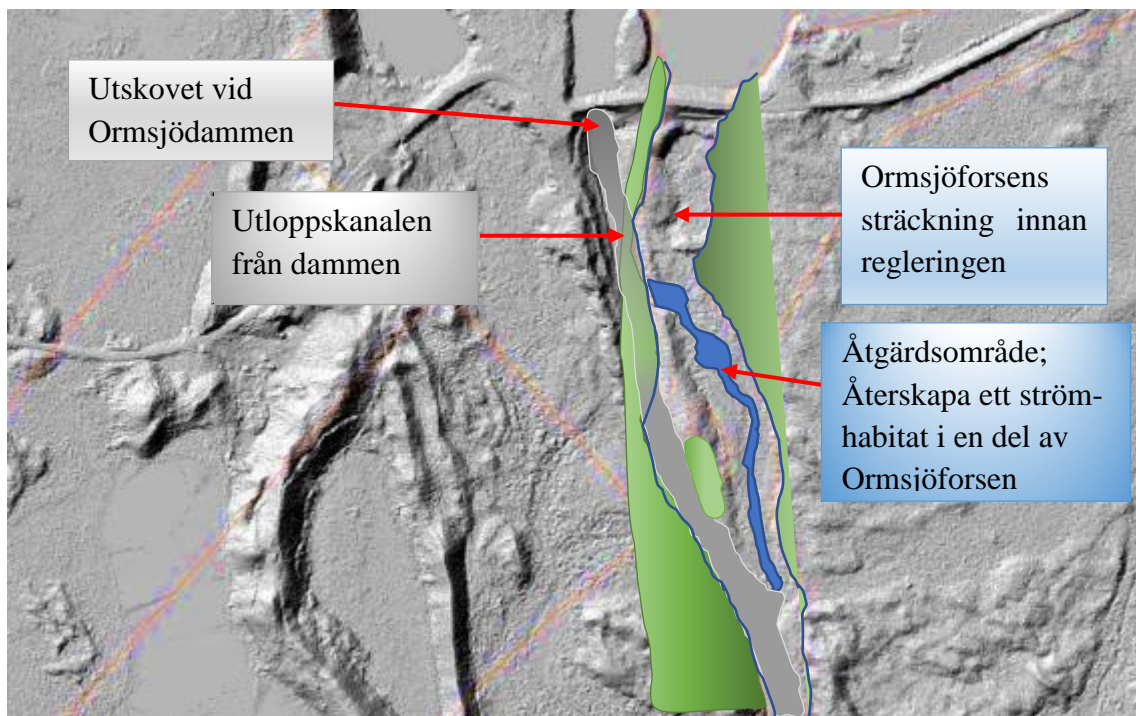 Utskovet vid
Ormsjödammen
Utloppskanalen
från dammen
Ormsjöforsens
sträckning innan
regleringen
Åtgärdsområde;
Återskapa ett ström-
habitat i en del av
Ormsjöforsen